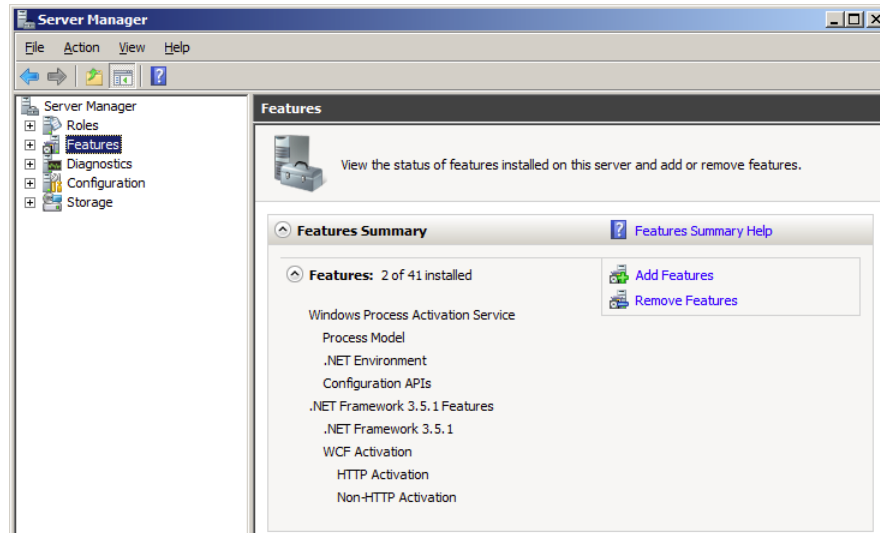 Server Manager
File Action View Help
Server Manager
Roles
Features
Diagnostics
Configuration
Storage
Features
View the status of features installed on this server and add or remove features.
Features Summary
Features Summary Help
Features: 2 of 41 installed
Add Features
Remove Features
Windows Process Activation Service
Process Model
.NET Environment
Configuration APIs
.NET Framework 3.5.1 Features
.NET Framework 3.5.1
WCF Activation
HTTP Activation
Non-HTTP Activation